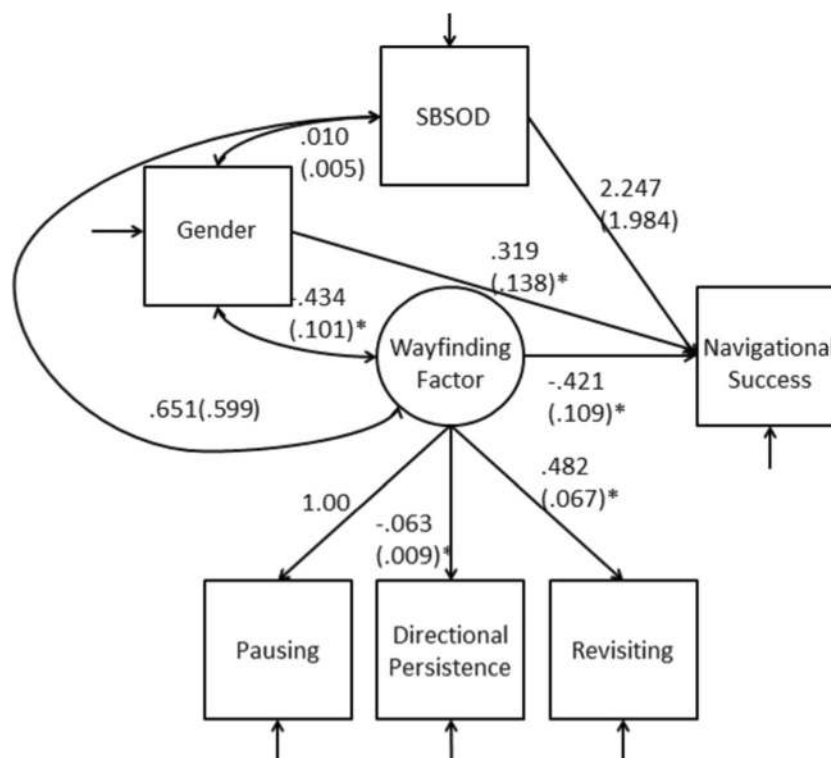 SBSOD
.010
(.005)
2.247
(1.984)
Gender
.319
(.138)*
-.434
(.101)*
Wayfinding
Factor
Navigational
Success
-.421
(.109)*
.651(.599)
.482
(.067)*
1.00
-.063
(.009)*
Pausing
Directional
Persistence
Revisiting